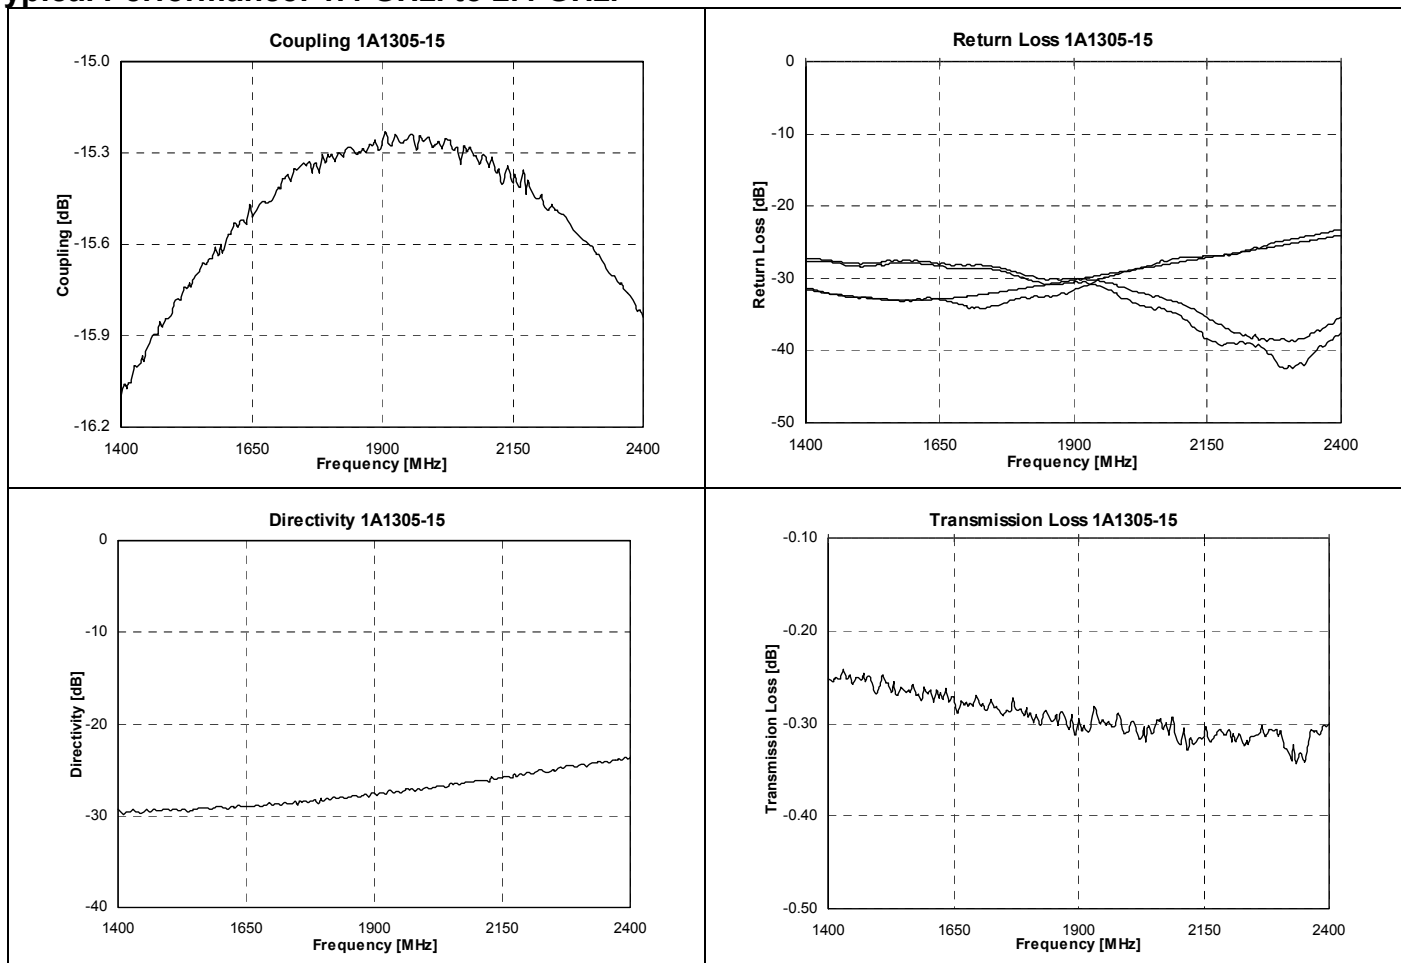 Coupling 1A1305-15
-15.0
-15.3
-15.6
-15.9
-16.2
Coupling [dB]
1400 1650 1900 2150 2400
Frequency [MHz]
Return Loss 1A1305-15
0
-10
-20
-30
-40
-50
Return Loss [dB]
1400 1650 1900 2150 2400
Frequency [MHz]
Directivity 1A1305-15
0
-10
-20
-30
-40
Directivity [dB]
1400 1650 1900 2150 2400
Frequency [MHz]
Transmission Loss 1A1305-15
-0.10
-0.20
-0.30
-0.40
-0.50
Transmission Loss [dB]
1400 1650 1900 2150 2400
Frequency [MHz]